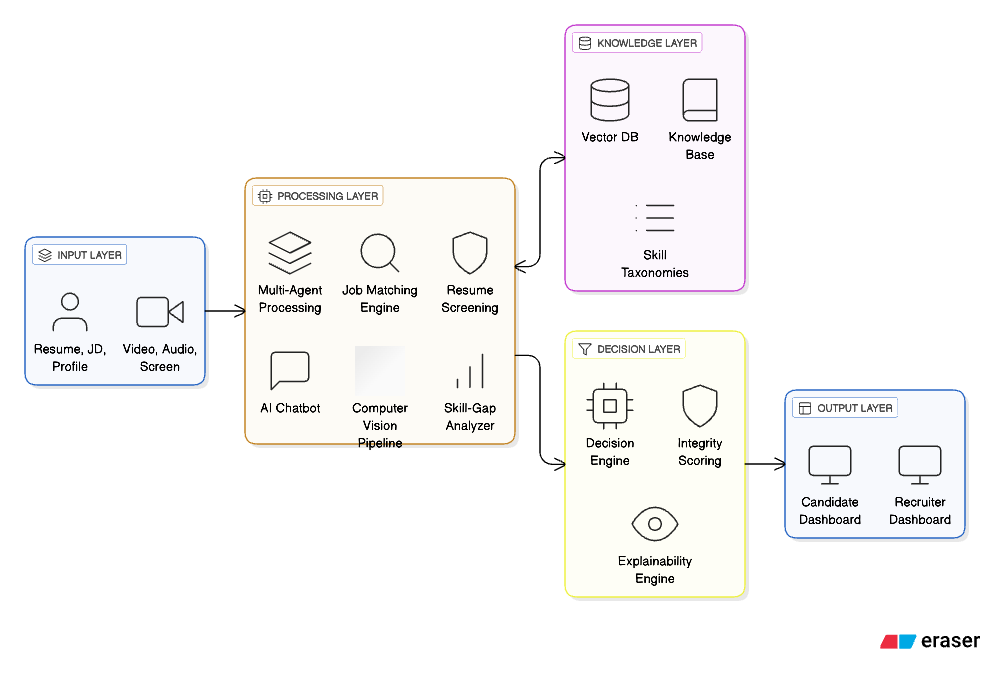 KNOWLEDGE LAYER
Vector DB
Knowledge
Base
Skill
Taxonomies
PROCESSING LAYER
Multi-Agent
Processing
Job Matching
Engine
Resume
Screening
AI Chatbot
Computer
Vision
Pipeline
Skill-Gap
Analyzer
INPUT LAYER
Resume, JD,
Profile
Video, Audio,
Screen
DECISION LAYER
Decision
Engine
Integrity
Scoring
Explainability
Engine
OUTPUT LAYER
Candidate
Dashboard
Recruiter
Dashboard
eraser